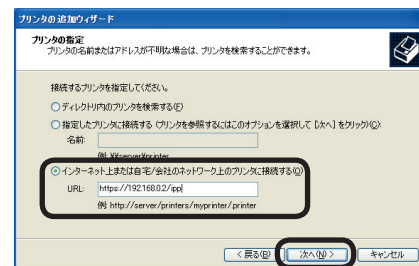 プリンタの追加ウィザード
プリンタの指定
プリンタの名前またはアドレスが不明な場合は、プリンタを検索することができます。
接続するプリンタを指定してください。
ディレクトリ内のプリンタを検索する(F)
指定したプリンタに接続する (プリンタを参照するにはこのオプションを選択して [次へ] をクリック)(C):
名前:
例: ¥¥server¥printer
インターネット上または自宅/会社のネットワーク上のプリンタに接続する(O):
URL: https://192.168.0.2/ipp
例: http://server/printers/myprinter/printer
< 戻る(B) 次へ(N) > キャンセル